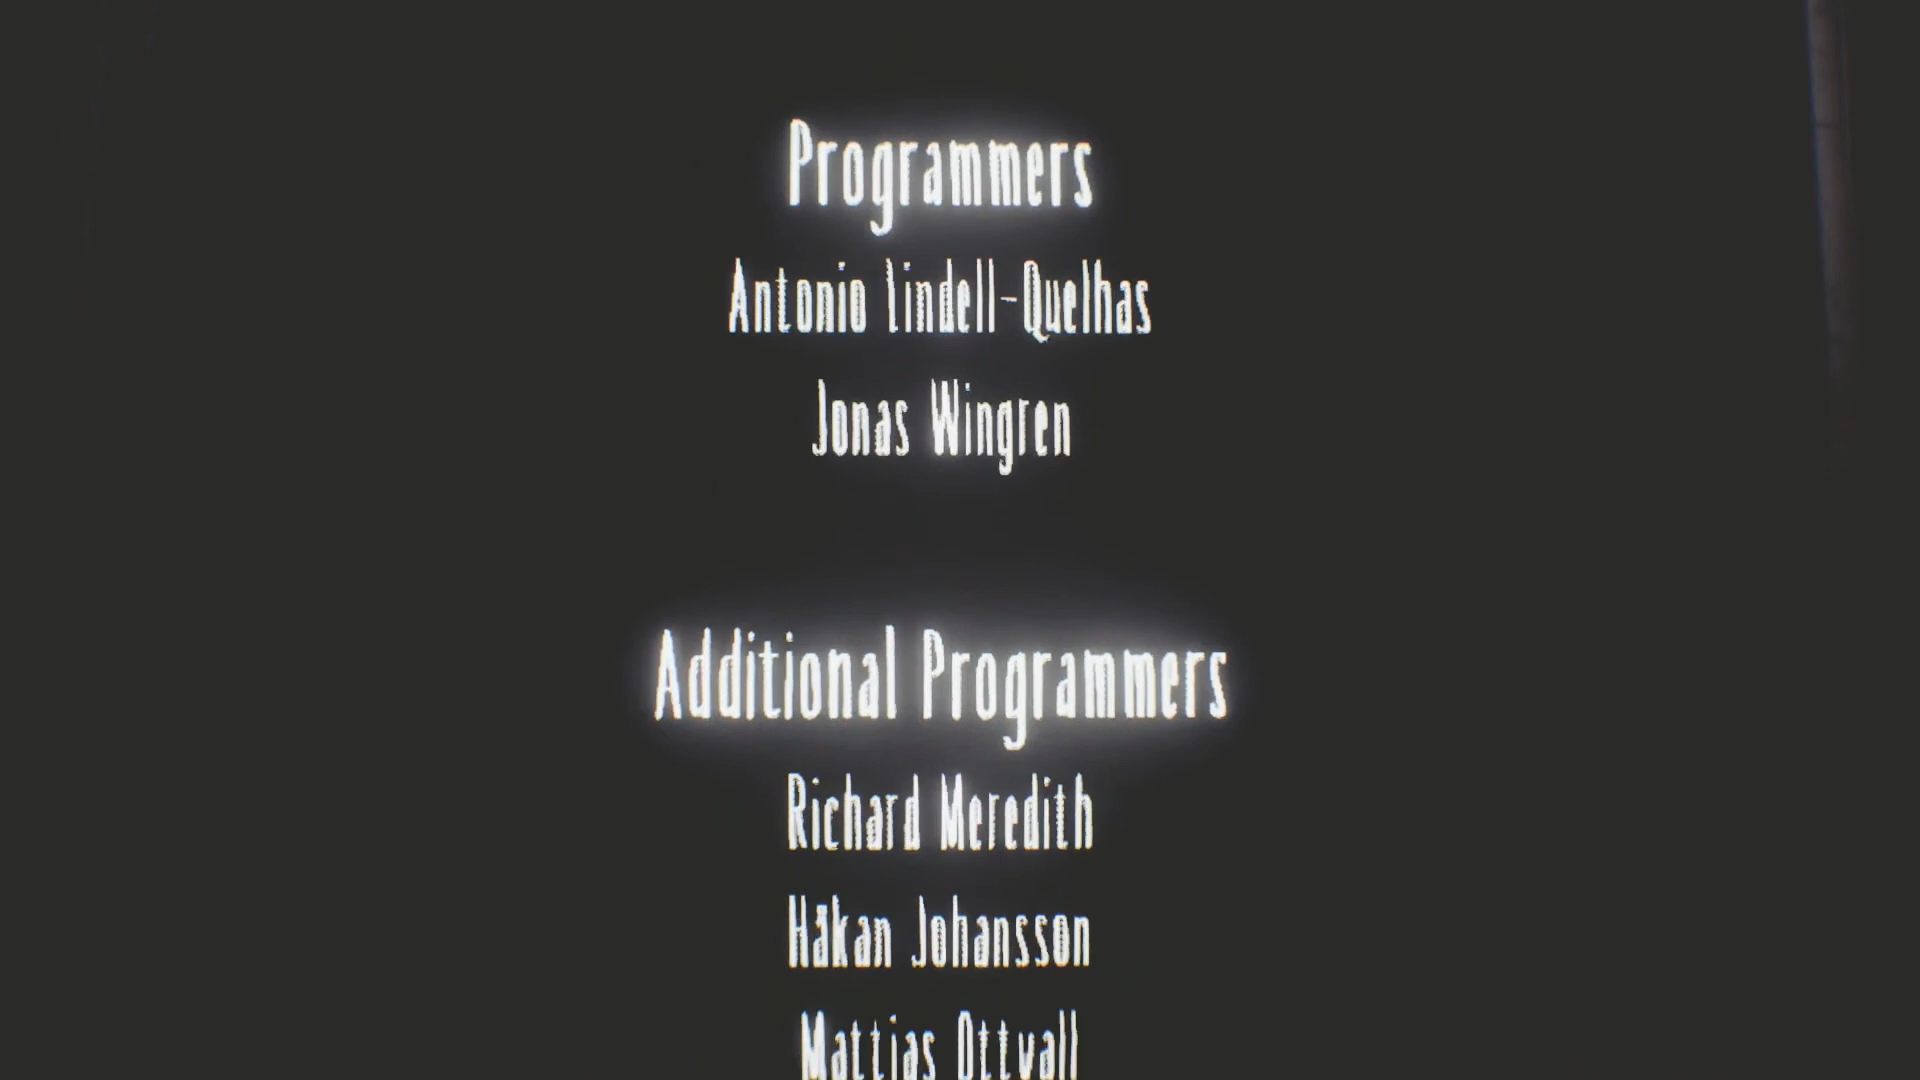 Programmers
Antonio Lindell-Quelhas
Jonas Wingren
Additional Programmers
Richard Meredith
Håkan Johansson
Mattias Ottvall